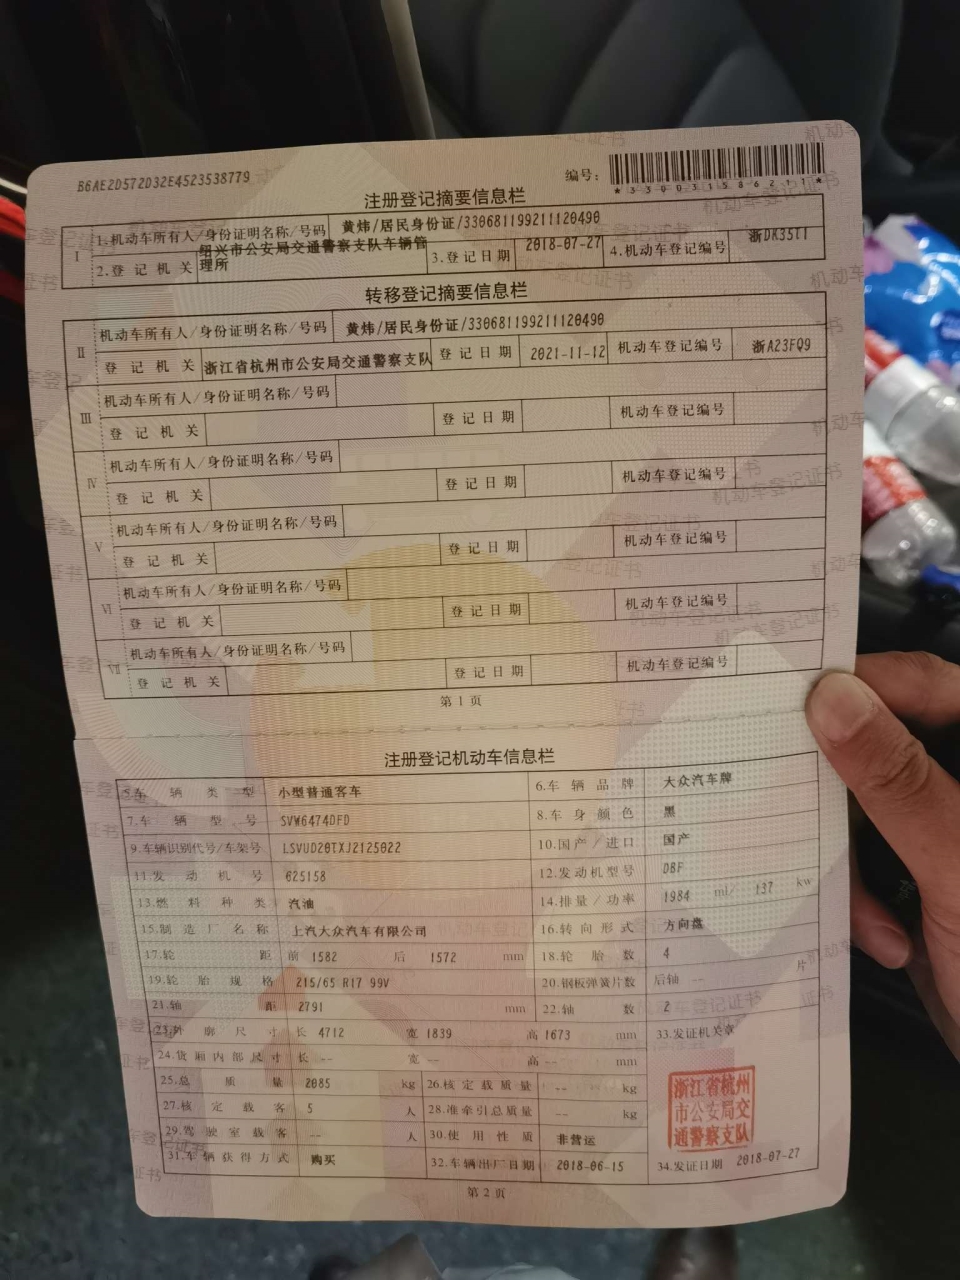 B6AE2D572D32E4523538779
编号：
*330031586211*
注册登记摘要信息栏
I 1.机动车所有人/身份证明名称/号码 黄炜/居民身份证/330681199211120490
2.登记机关 绍兴市公安局交通警察支队车辆管理所 3.登记日期 2018-07-27 4.机动车登记编号
转移登记摘要信息栏
II 机动车所有人/身份证明名称/号码 黄炜/居民身份证/330681199211120490
登记机关 浙江省杭州市公安局交通警察支队 登记日期 2021-11-12 机动车登记编号 浙A23FQ9
III 机动车所有人/身份证明名称/号码
登记机关 登记日期 机动车登记编号
IV 机动车所有人/身份证明名称/号码
登记机关 登记日期 机动车登记编号
V 机动车所有人/身份证明名称/号码
登记机关 登记日期 机动车登记编号
VI 机动车所有人/身份证明名称/号码
登记机关 登记日期 机动车登记编号
VII 机动车所有人/身份证明名称/号码
登记机关 登记日期 机动车登记编号
第1页
注册登记机动车信息栏
5.车辆类型 小型普通客车 6.车辆品牌 大众汽车牌
7.车辆型号 SVW6474DFD 8.车身颜色 黑
9.车辆识别代号/车架号 LSVUD20TXJ2125022 10.国产/进口 国产
11.发动机号 625158 12.发动机型号 DBF
13.燃料种类 汽油 14.排量/功率 1984 ml/ 137 kw
15.制造厂名称 上汽大众汽车有限公司 16.转向形式 方向盘
17.轮距 前 1582 后 1572 mm 18.轮胎数 4
19.轮胎规格 215/65 R17 99V 20.钢板弹簧片数 后轴 -- 片
21.轴距 2791 mm 22.轴数 2
23.外廓尺寸 长 4712 宽 1839 高 1673 mm 33.发证机关章
24.货厢内部尺寸 长 -- 宽 -- 高 -- mm
25.总质量 2085 kg 26.核定载质量 -- kg
27.核定载客 5 人 28.准牵引总质量 -- kg
29.驾驶室载客 -- 人 30.使用性质 非营运
31.车辆获得方式 购买 32.车辆出厂日期 2018-06-15 34.发证日期 2018-07-27
浙江省杭州
市公安局交
通警察支队
第2页